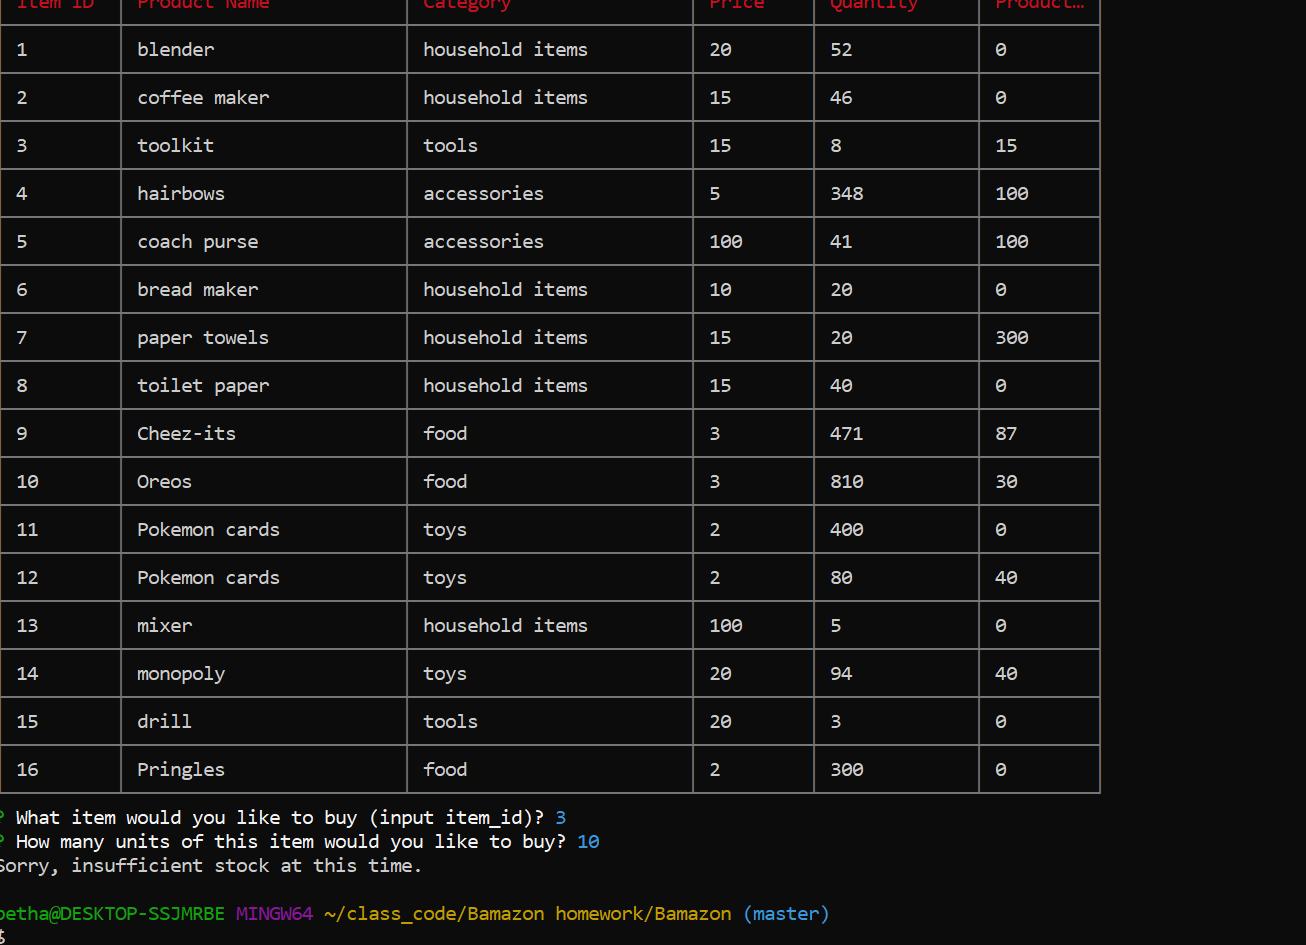 Item ID Product Name Category Price Quantity Product…
1 blender household items 20 52 0
2 coffee maker household items 15 46 0
3 toolkit tools 15 8 15
4 hairbows accessories 5 348 100
5 coach purse accessories 100 41 100
6 bread maker household items 10 20 0
7 paper towels household items 15 20 300
8 toilet paper household items 15 40 0
9 Cheez-its food 3 471 87
10 Oreos food 3 810 30
11 Pokemon cards toys 2 400 0
12 Pokemon cards toys 2 80 40
13 mixer household items 100 5 0
14 monopoly toys 20 94 40
15 drill tools 20 3 0
16 Pringles food 2 300 0
? What item would you like to buy (input item_id)? 3
? How many units of this item would you like to buy? 10
Sorry, insufficient stock at this time.
betha@DESKTOP-SSJMRBE MINGW64 ~/class_code/Bamazon homework/Bamazon (master)
$